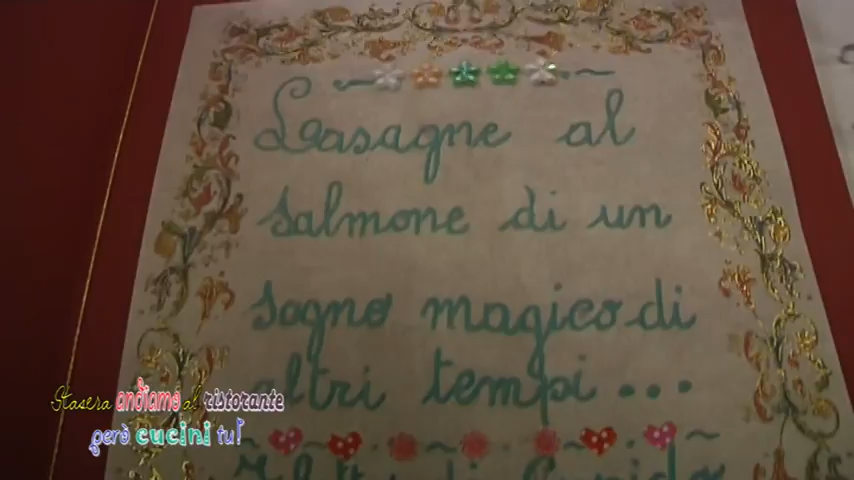 Lasagne al
salmone di un
sogno magico di
altri tempi...
Stasera andiamo al ristorante
però cucini tu!